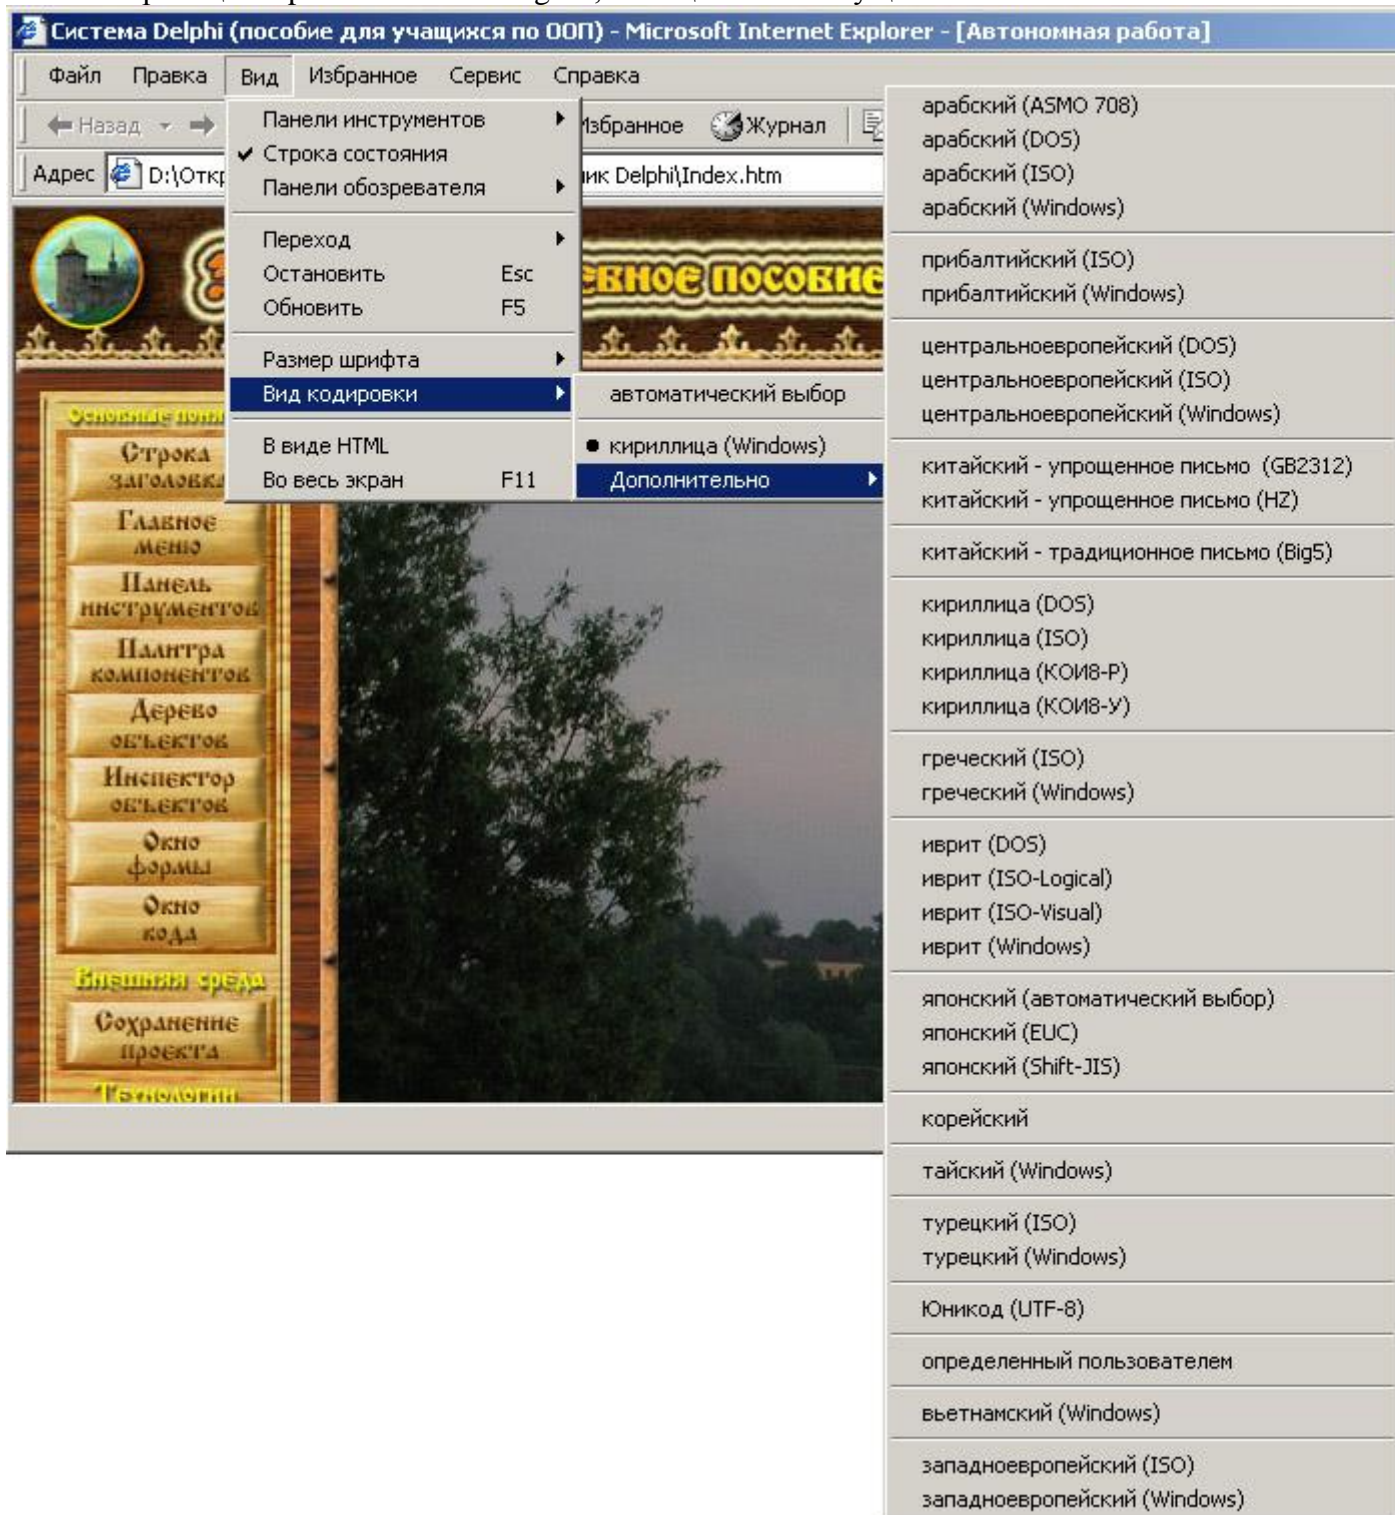 Система Delphi (пособие для учащихся по ООП) - Microsoft Internet Explorer - [Автономная работа]
Файл Правка Вид Избранное Сервис Справка
Назад Избранное Журнал
Адрес D:\Откр ик Delphi\Index.htm
Панели инструментов
Строка состояния
Панели обозревателя
Переход
Остановить Esc
Обновить F5
Размер шрифта
Вид кодировки
В виде HTML
Во весь экран F11
автоматический выбор
кириллица (Windows)
Дополнительно
арабский (ASMO 708)
арабский (DOS)
арабский (ISO)
арабский (Windows)
прибалтийский (ISO)
прибалтийский (Windows)
центральноевропейский (DOS)
центральноевропейский (ISO)
центральноевропейский (Windows)
китайский - упрощенное письмо (GB2312)
китайский - упрощенное письмо (HZ)
китайский - традиционное письмо (Big5)
кириллица (DOS)
кириллица (ISO)
кириллица (КОИ8-Р)
кириллица (КОИ8-У)
греческий (ISO)
греческий (Windows)
иврит (DOS)
иврит (ISO-Logical)
иврит (ISO-Visual)
иврит (Windows)
японский (автоматический выбор)
японский (EUC)
японский (Shift-JIS)
корейский
тайский (Windows)
турецкий (ISO)
турецкий (Windows)
Юникод (UTF-8)
определенный пользователем
вьетнамский (Windows)
западноевропейский (ISO)
западноевропейский (Windows)
пособие
Основные
Строка
заголовка
Главное
меню
Панель
инструментов
Палитра
компонентов
Дерево
объектов
Инспектор
объектов
Окно
формы
Окно
кода
Внешняя среда
Сохранение
проекта
Технологии